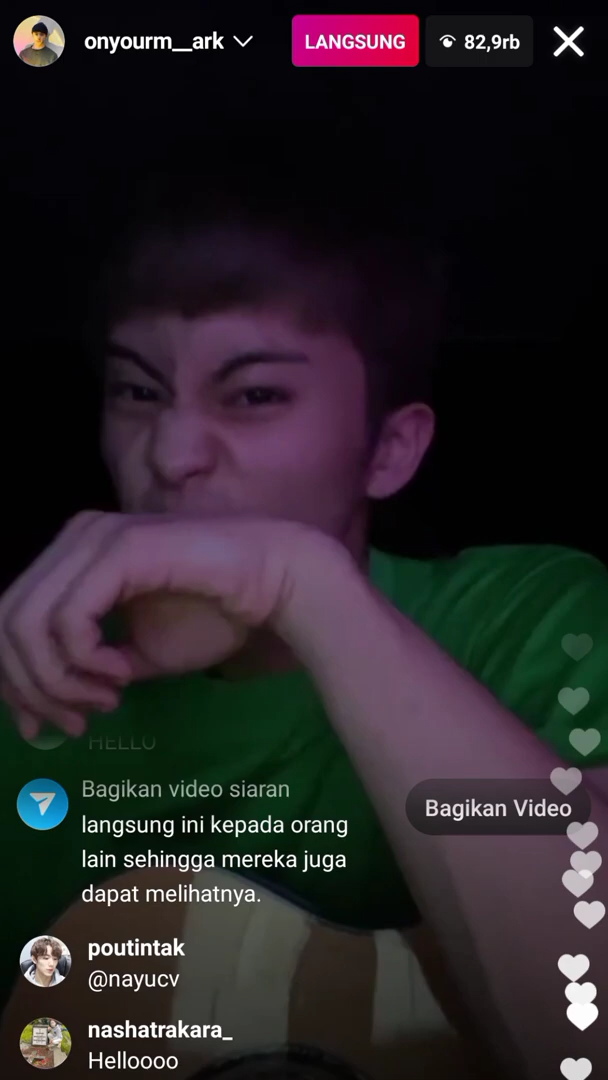 onyourm__ark
LANGSUNG
82,9rb
HELLO
Bagikan video siaran
langsung ini kepada orang
lain sehingga mereka juga
dapat melihatnya.
Bagikan Video
poutintak
@nayucv
nashatrakara_
Helloooo